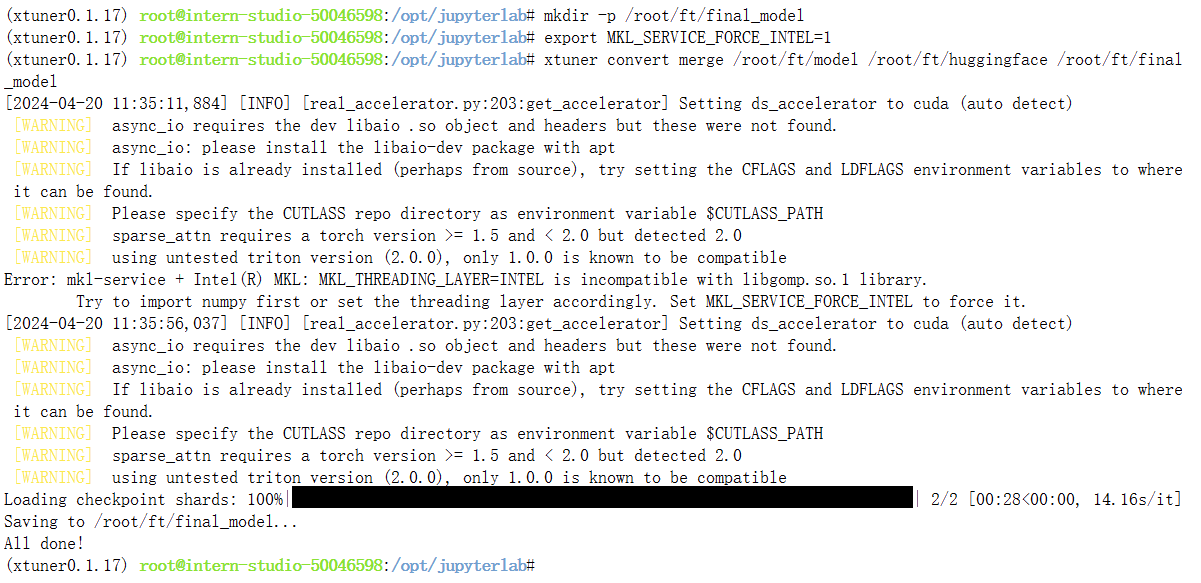 (xtuner0.1.17) root@intern-studio-50046598:/opt/jupyterlab# mkdir -p /root/ft/final_model
(xtuner0.1.17) root@intern-studio-50046598:/opt/jupyterlab# export MKL_SERVICE_FORCE_INTEL=1
(xtuner0.1.17) root@intern-studio-50046598:/opt/jupyterlab# xtuner convert merge /root/ft/model /root/ft/huggingface /root/ft/final
_model
[2024-04-20 11:35:11,884] [INFO] [real_accelerator.py:203:get_accelerator] Setting ds_accelerator to cuda (auto detect)
[WARNING]  async_io requires the dev libaio .so object and headers but these were not found.
[WARNING]  async_io: please install the libaio-dev package with apt
[WARNING]  If libaio is already installed (perhaps from source), try setting the CFLAGS and LDFLAGS environment variables to where
it can be found.
[WARNING]  Please specify the CUTLASS repo directory as environment variable $CUTLASS_PATH
[WARNING]  sparse_attn requires a torch version >= 1.5 and < 2.0 but detected 2.0
[WARNING]  using untested triton version (2.0.0), only 1.0.0 is known to be compatible
Error: mkl-service + Intel(R) MKL: MKL_THREADING_LAYER=INTEL is incompatible with libgomp.so.1 library.
Try to import numpy first or set the threading layer accordingly. Set MKL_SERVICE_FORCE_INTEL to force it.
[2024-04-20 11:35:56,037] [INFO] [real_accelerator.py:203:get_accelerator] Setting ds_accelerator to cuda (auto detect)
[WARNING]  async_io requires the dev libaio .so object and headers but these were not found.
[WARNING]  async_io: please install the libaio-dev package with apt
[WARNING]  If libaio is already installed (perhaps from source), try setting the CFLAGS and LDFLAGS environment variables to where
it can be found.
[WARNING]  Please specify the CUTLASS repo directory as environment variable $CUTLASS_PATH
[WARNING]  sparse_attn requires a torch version >= 1.5 and < 2.0 but detected 2.0
[WARNING]  using untested triton version (2.0.0), only 1.0.0 is known to be compatible
Loading checkpoint shards: 100%|██████████| 2/2 [00:28<00:00, 14.16s/it]
Saving to /root/ft/final_model...
All done!
(xtuner0.1.17) root@intern-studio-50046598:/opt/jupyterlab#